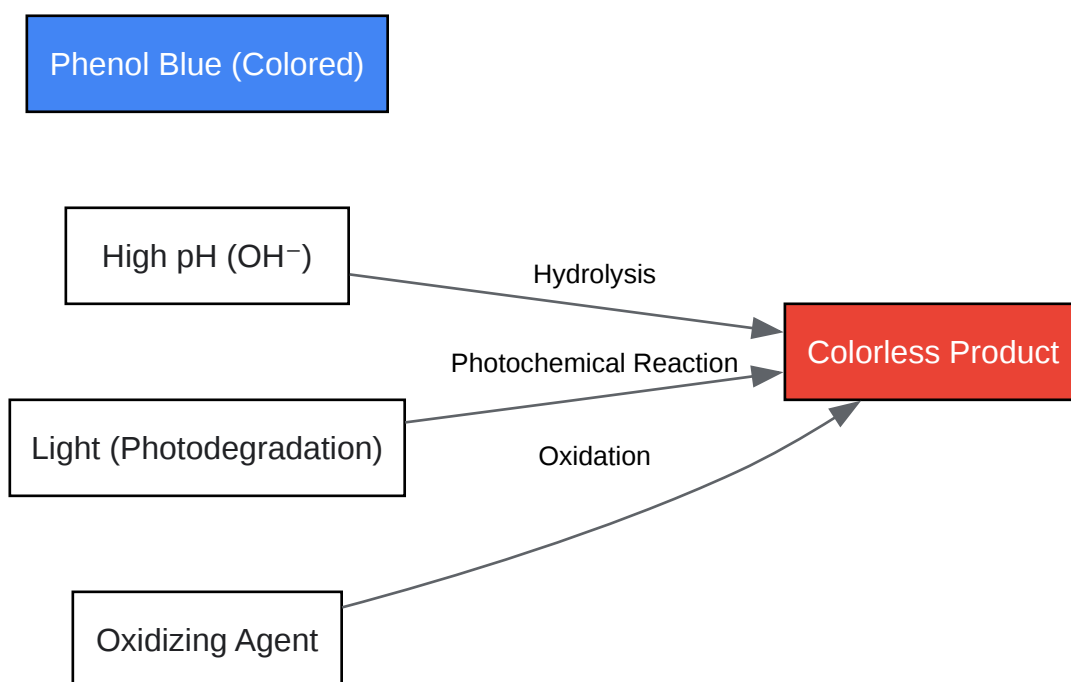 Phenol Blue (Colored)
High pH (OH⁻)
Hydrolysis
Colorless Product
Photochemical Reaction
Light (Photodegradation)
Oxidation
Oxidizing Agent